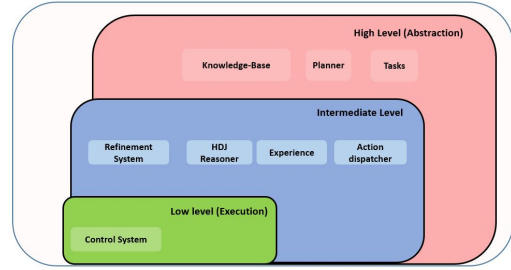 High Level (Abstraction)
Knowledge-Base
Planner
Tasks
Intermediate Level
Refinement
System
HDJ
Reasoner
Experience
Action
dispatcher
Low level (Execution)
Control System